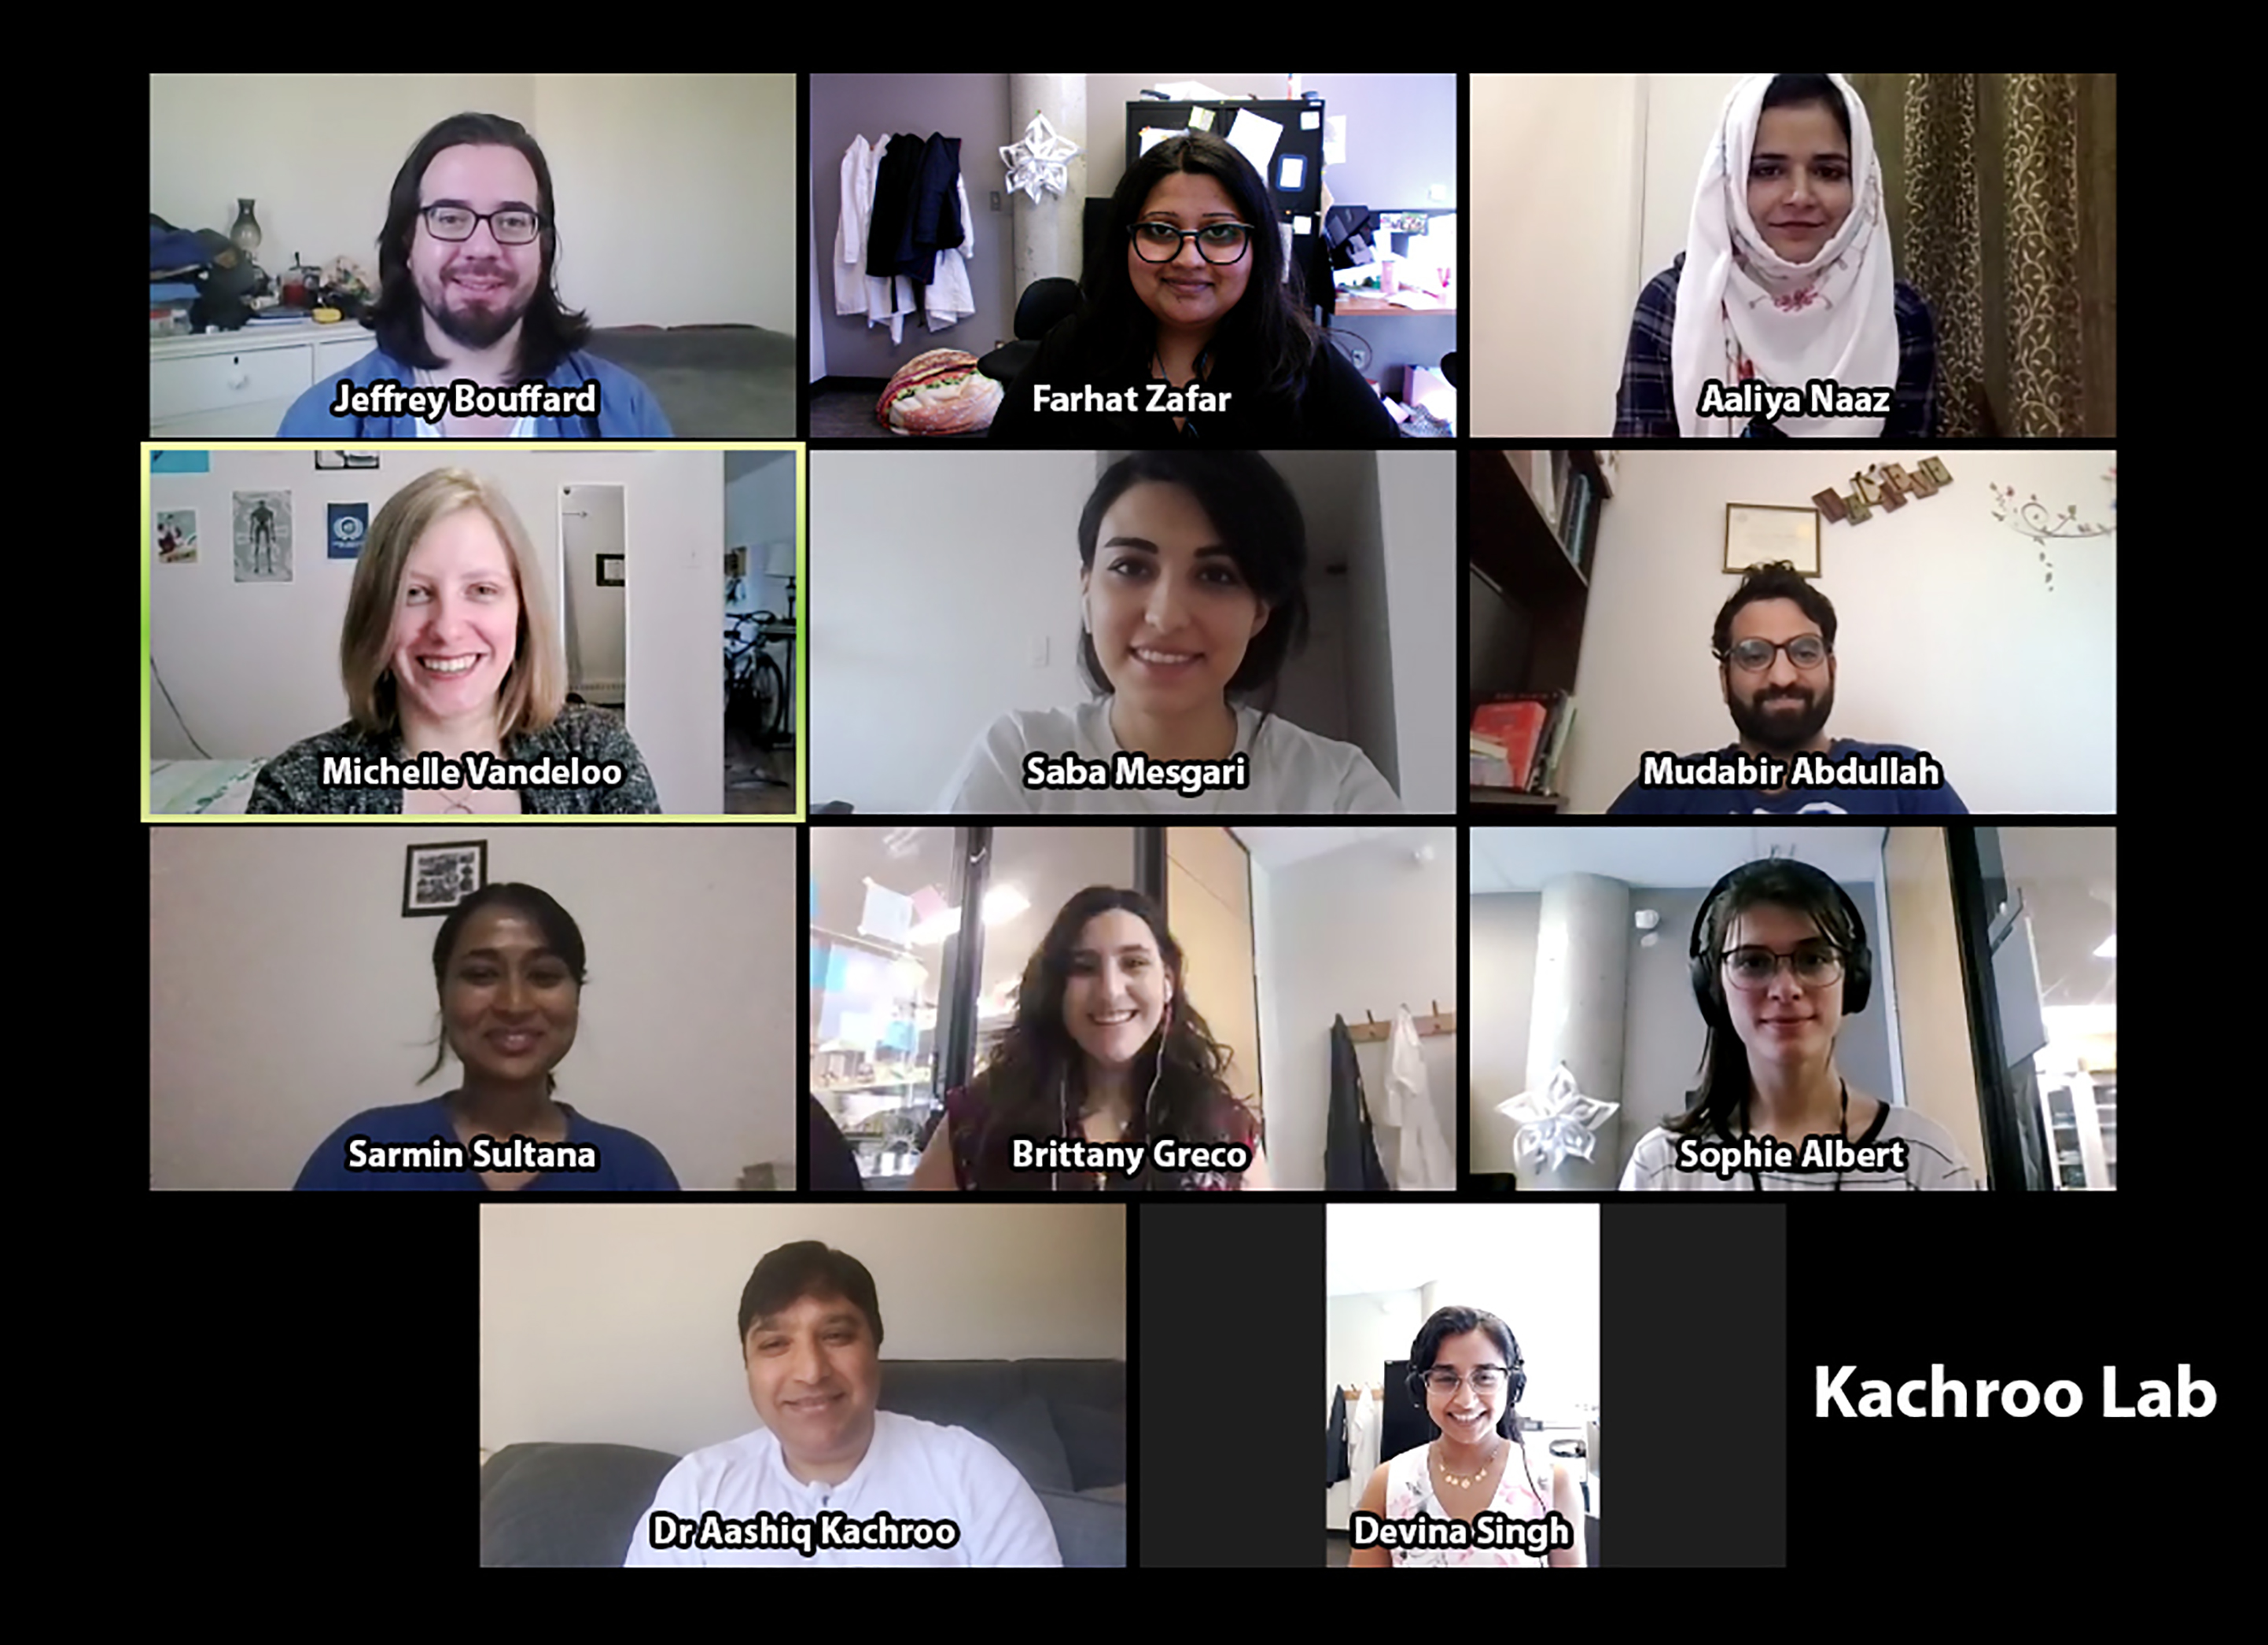 Jeffrey Bouffard
Farhat Zafar
Aaliya Naaz
Michelle Vandeloo
Saba Mesgari
Mudabir Abdullah
Sarmin Sultana
Brittany Greco
Sophie Albert
Dr Aashiq Kachroo
Devina Singh
Kachroo Lab